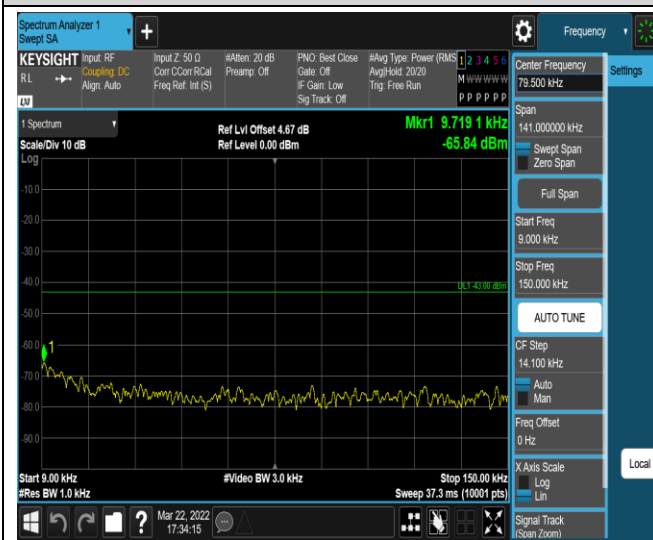 Spectrum Analyzer 1
Swept SA
Frequency
KEYSIGHT
RL
Input: RF
Coupling: DC
Align: Auto
Input Z: 50 Ω
Corr CCorr RCal
Freq Ref: Int (S)
#Atten: 20 dB
Preamp: Off
PNO: Best Close
Gate: Off
IF Gain: Low
Sig Track: Off
#Avg Type: Power (RMS
Avg|Hold: 20/20
Trig: Free Run
1 2 3 4 5 6
M W W W W W
P P P P P P
LXI
Center Frequency
79.500 kHz
Settings
Span
141.000000 kHz
Swept Span
Zero Span
Full Span
Start Freq
9.000 kHz
Stop Freq
150.000 kHz
AUTO TUNE
CF Step
14.100 kHz
Auto
Man
Freq Offset
0 Hz
X Axis Scale
Log
Lin
Local
Signal Track
(Span Zoom)
1 Spectrum
Scale/Div 10 dB
Ref Lvl Offset 4.67 dB
Ref Level 0.00 dBm
Mkr1 9.719 1 kHz
-65.84 dBm
Log
-10.0
-20.0
-30.0
-40.0
DL1 -43.00 dBm
-50.0
-60.0
1
-70.0
-80.0
-90.0
Start 9.00 kHz
#Res BW 1.0 kHz
#Video BW 3.0 kHz
Stop 150.00 kHz
Sweep 37.3 ms (10001 pts)
?
Mar 22, 2022
17:34:15